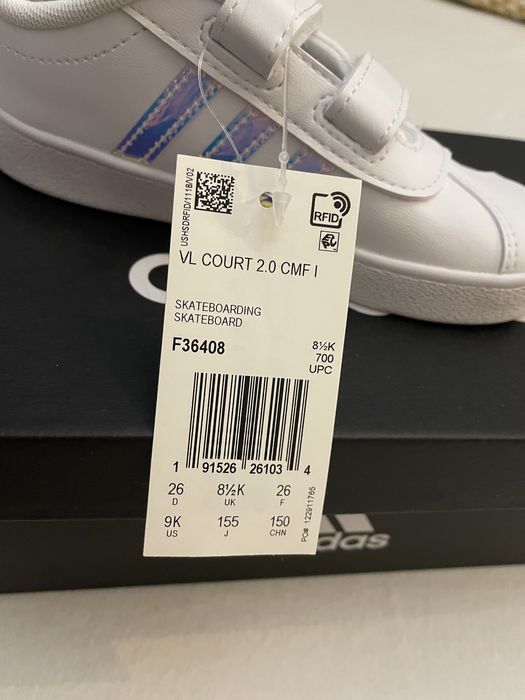 USHSDRFID/1118/V02
RFID
VL COURT 2.0 CMF I
SKATEBOARDING
SKATEBOARD
F36408
8½K
700
UPC
1 91526 26103 4
26 8½K 26
D UK F
9K 155 150
US J CHN
PO#: 122911765
adidas